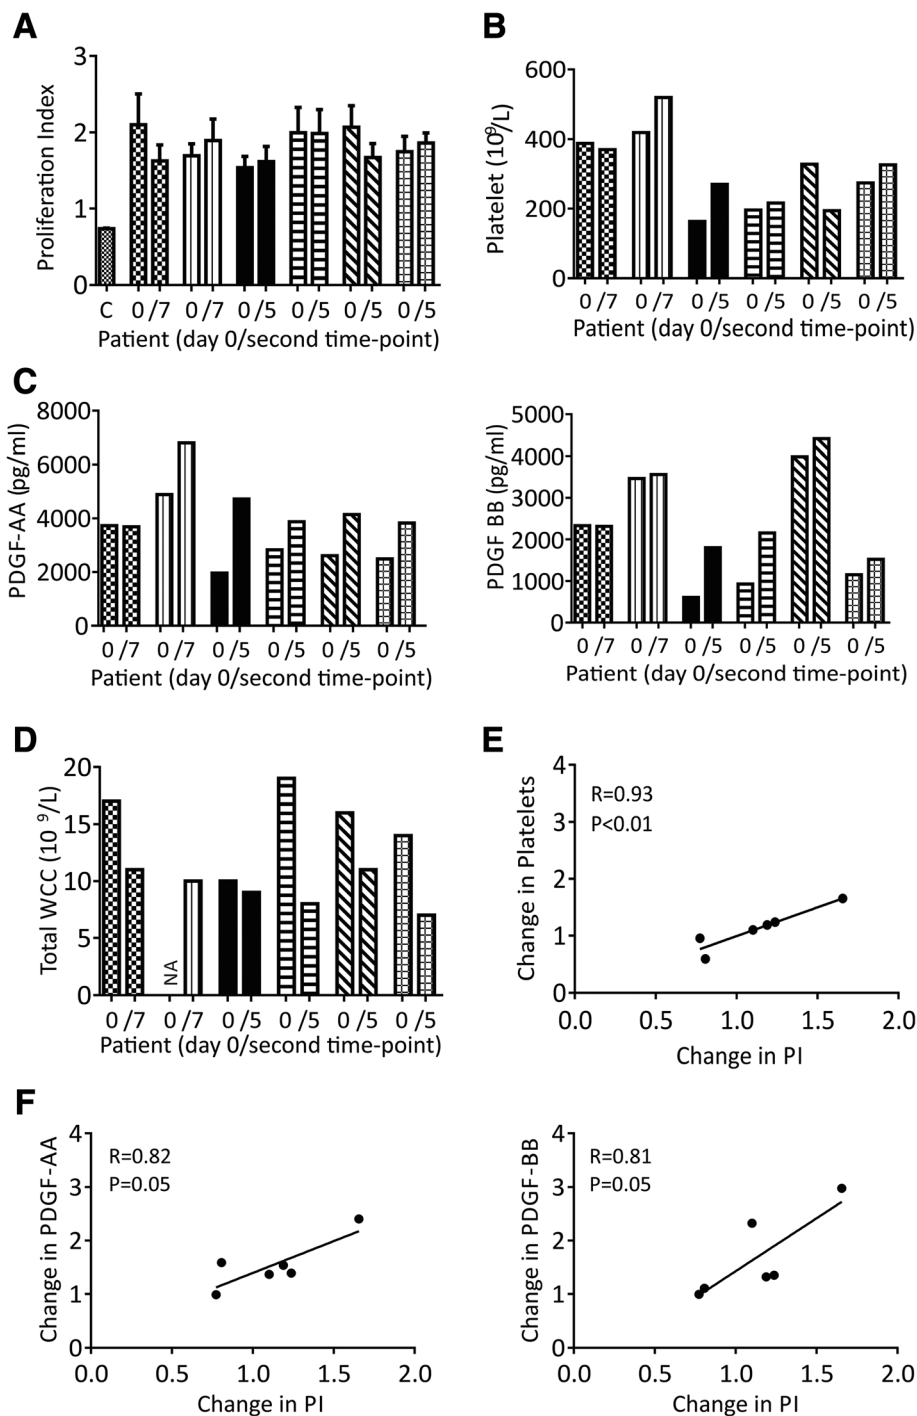 A
Proliferation Index
3
2
1
0
C 0 /7 0 /7 0 /5 0 /5 0 /5 0 /5
Patient (day 0/second time-point)
B
Platelet (10⁹/L)
600
400
200
0
0 /7 0 /7 0 /5 0 /5 0 /5 0 /5
Patient (day 0/second time-point)
C
PDGF-AA (pg/ml)
8000
6000
4000
2000
0
0 /7 0 /7 0 /5 0 /5 0 /5 0 /5
Patient (day 0/second time-point)
PDGF BB (pg/ml)
5000
4000
3000
2000
1000
0
0 /7 0 /7 0 /5 0 /5 0 /5 0 /5
Patient (day 0/second time-point)
D
Total WCC (10 ⁹/L)
20
15
10
5
0
NA
0 /7 0 /7 0 /5 0 /5 0 /5 0 /5
Patient (day 0/second time-point)
E
Change in Platelets
4
3
2
1
0
R=0.93
P<0.01
0.0 0.5 1.0 1.5 2.0
Change in PI
F
Change in PDGF-AA
4
3
2
1
0
R=0.82
P=0.05
0.0 0.5 1.0 1.5 2.0
Change in PI
Change in PDGF-BB
4
3
2
1
0
R=0.81
P=0.05
0.0 0.5 1.0 1.5 2.0
Change in PI